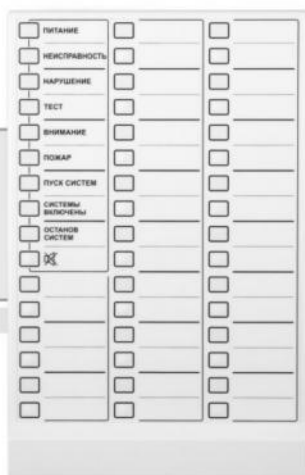 ПИТАНИЕ
НЕИСПРАВНОСТЬ
НАРУШЕНИЕ
ТЕСТ
ВНИМАНИЕ
ПОЖАР
ПУСК СИСТЕМ
СИСТЕМЫ
ВКЛЮЧЕНЫ
ОСТАНОВ
СИСТЕМ